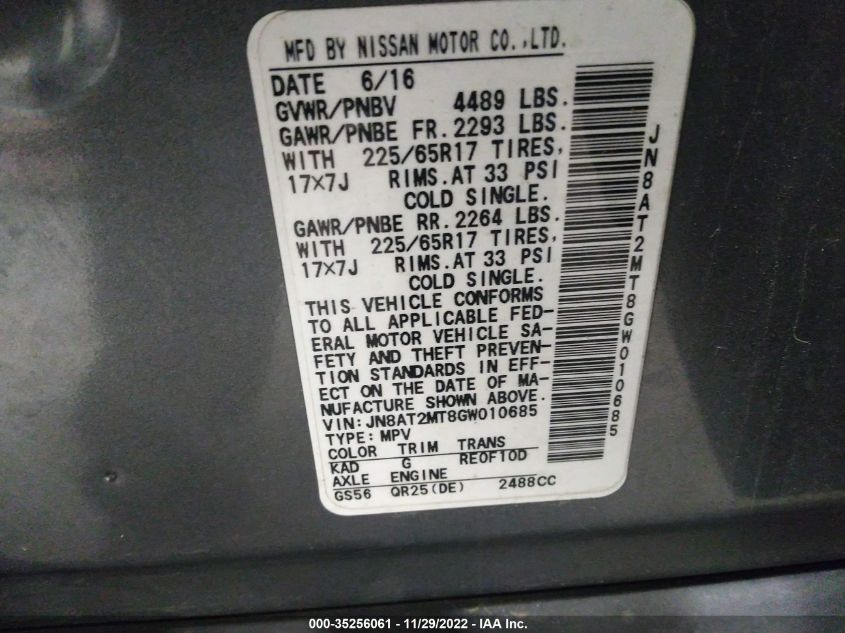 MFD BY NISSAN MOTOR CO.,LTD.
DATE 6/16
GVWR/PNBV 4489 LBS.
GAWR/PNBE FR. 2293 LBS.
WITH 225/65R17 TIRES,
17×7J RIMS.AT 33 PSI
COLD SINGLE.
GAWR/PNBE RR. 2264 LBS.
WITH 225/65R17 TIRES,
17×7J RIMS.AT 33 PSI
COLD SINGLE.
THIS VEHICLE CONFORMS
TO ALL APPLICABLE FED-
ERAL MOTOR VEHICLE SA-
FETY AND THEFT PREVEN-
TION STANDARDS IN EFF-
ECT ON THE DATE OF MA-
NUFACTURE SHOWN ABOVE.
VIN:JN8AT2MT8GW010685
TYPE:MPV
COLOR TRIM TRANS
KAD G RE0F10D
AXLE ENGINE
GS56 QR25(DE) 2488CC
JN8AT2MT8GW010685
000-35256061 - 11/29/2022 - IAA Inc.